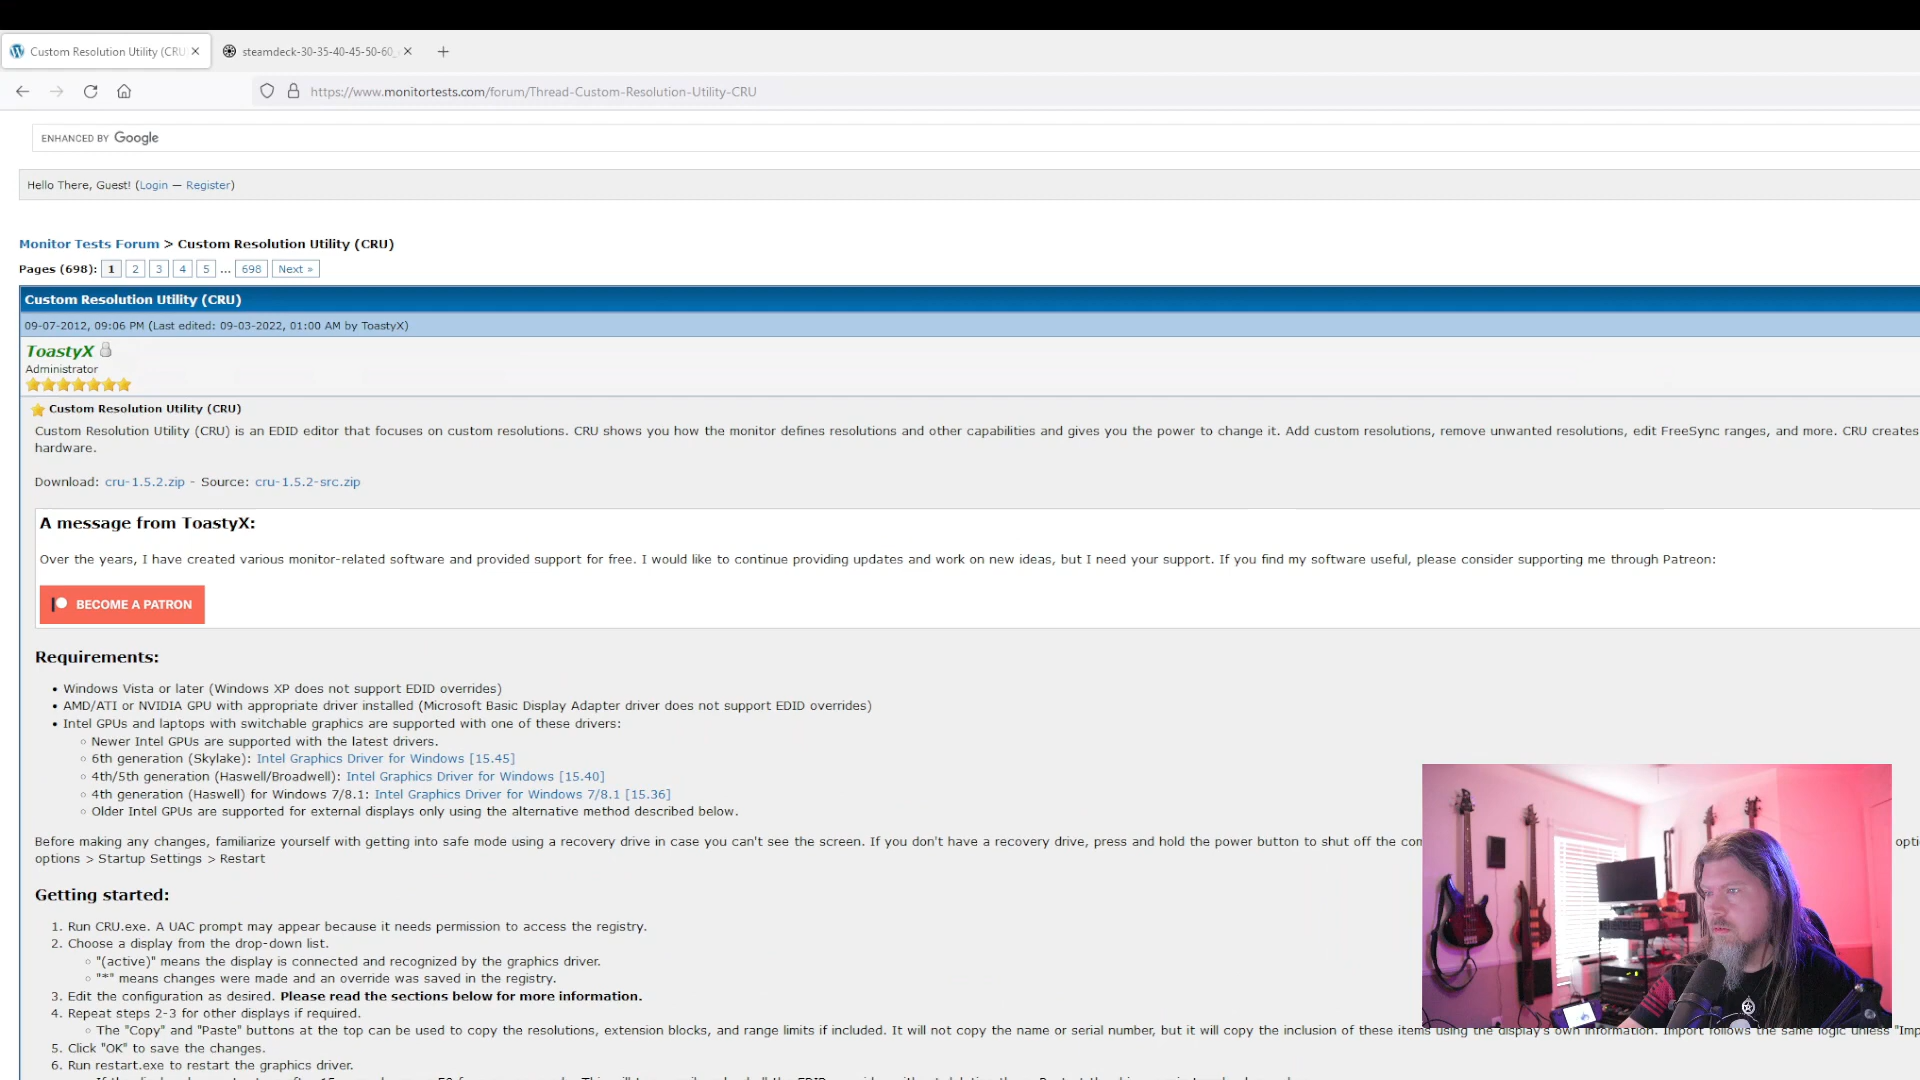 Custom Resolution Utility (CRU
steamdeck-30-35-40-45-50-60_
https://www.monitortests.com/forum/Thread-Custom-Resolution-Utility-CRU
ENHANCED BY Google
Hello There, Guest! (Login — Register)
Monitor Tests Forum > Custom Resolution Utility (CRU)
Pages (698): 1 2 3 4 5 ... 698 Next »
Custom Resolution Utility (CRU)
09-07-2012, 09:06 PM (Last edited: 09-03-2022, 01:00 AM by ToastyX)
ToastyX
Administrator
Custom Resolution Utility (CRU)
Custom Resolution Utility (CRU) is an EDID editor that focuses on custom resolutions. CRU shows you how the monitor defines resolutions and other capabilities and gives you the power to change it. Add custom resolutions, remove unwanted resolutions, edit FreeSync ranges, and more. CRU creates
hardware.
Download: cru-1.5.2.zip - Source: cru-1.5.2-src.zip
A message from ToastyX:
Over the years, I have created various monitor-related software and provided support for free. I would like to continue providing updates and work on new ideas, but I need your support. If you find my software useful, please consider supporting me through Patreon:
BECOME A PATRON
Requirements:
• Windows Vista or later (Windows XP does not support EDID overrides)
• AMD/ATI or NVIDIA GPU with appropriate driver installed (Microsoft Basic Display Adapter driver does not support EDID overrides)
• Intel GPUs and laptops with switchable graphics are supported with one of these drivers:
◦ Newer Intel GPUs are supported with the latest drivers.
◦ 6th generation (Skylake): Intel Graphics Driver for Windows [15.45]
◦ 4th/5th generation (Haswell/Broadwell): Intel Graphics Driver for Windows [15.40]
◦ 4th generation (Haswell) for Windows 7/8.1: Intel Graphics Driver for Windows 7/8.1 [15.36]
◦ Older Intel GPUs are supported for external displays only using the alternative method described below.
Before making any changes, familiarize yourself with getting into safe mode using a recovery drive in case you can't see the screen. If you don't have a recovery drive, press and hold the power button to shut off the com
options > Startup Settings > Restart
Getting started:
1. Run CRU.exe. A UAC prompt may appear because it needs permission to access the registry.
2. Choose a display from the drop-down list.
◦ "(active)" means the display is connected and recognized by the graphics driver.
◦ "*" means changes were made and an override was saved in the registry.
3. Edit the configuration as desired. Please read the sections below for more information.
4. Repeat steps 2-3 for other displays if required.
◦ The "Copy" and "Paste" buttons at the top can be used to copy the resolutions, extension blocks, and range limits if included. It will not copy the name or serial number, but it will copy the inclusion of these items using the display's own information. Import follows the same logic unless "Imp
5. Click "OK" to save the changes.
6. Run restart.exe to restart the graphics driver.